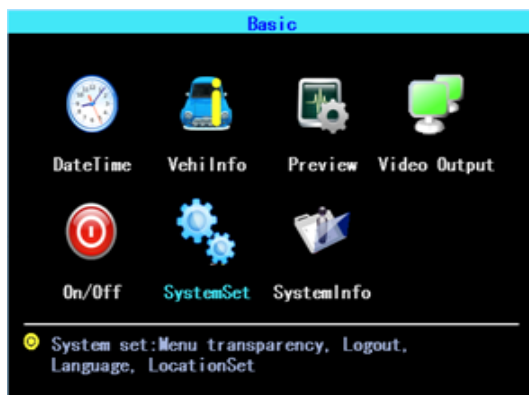 Basic
DateTime VehiInfo Preview Video Output
On/Off SystemSet SystemInfo
System set:Menu transparency, Logout,
Language, LocationSet